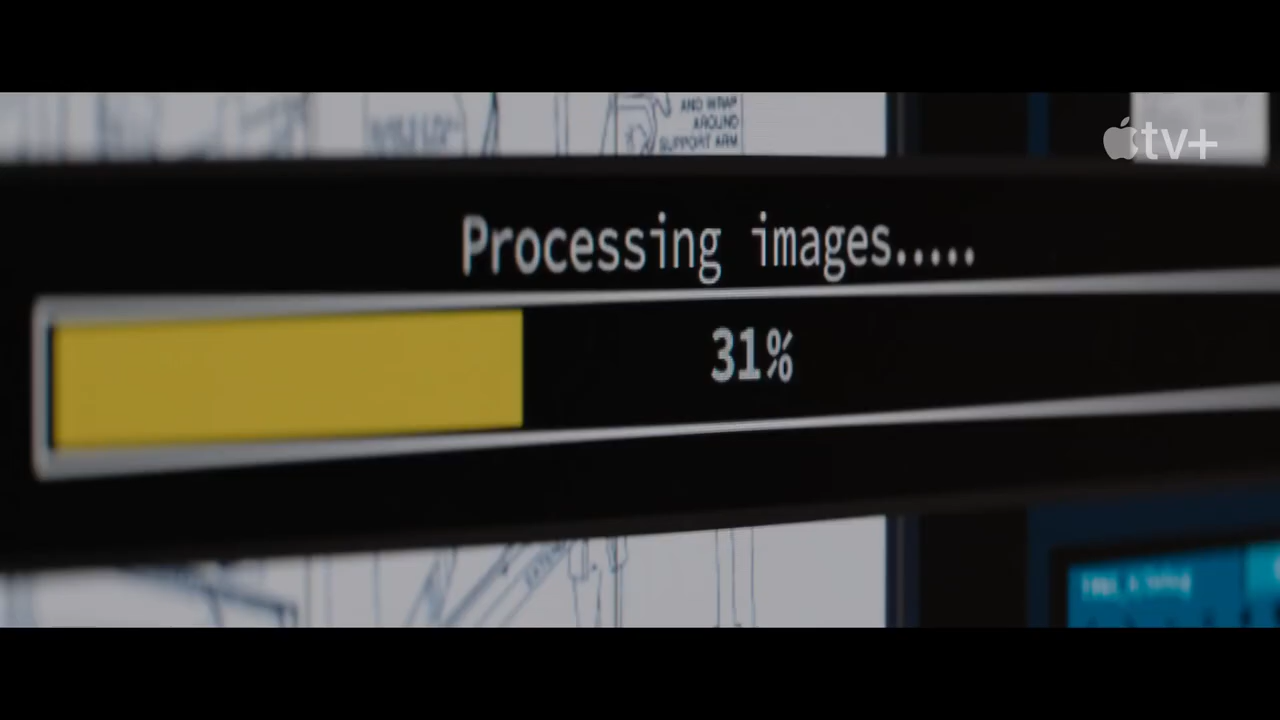 AND WRAP
AROUND
SUPPORT ARM
tv+
Processing images.....
31%